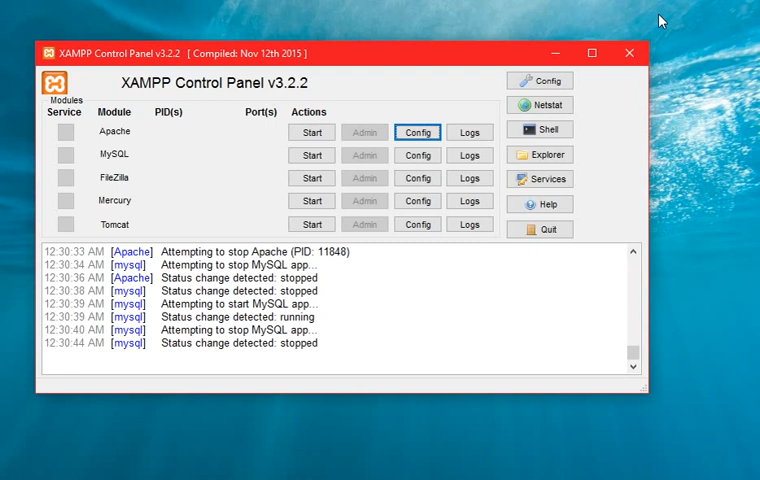 XAMPP Control Panel v3.2.2 [ Compiled: Nov 12th 2015 ]
XAMPP Control Panel v3.2.2
Config
Modules
Service Module PID(s) Port(s) Actions
Netstat
Apache Start Admin Config Logs
Shell
MySQL Start Admin Config Logs
Explorer
FileZilla Start Admin Config Logs
Services
Mercury Start Admin Config Logs
Help
Tomcat Start Admin Config Logs
Quit
12:30:33 AM [Apache] Attempting to stop Apache (PID: 11848)
12:30:34 AM [mysql] Attempting to stop MySQL app...
12:30:36 AM [Apache] Status change detected: stopped
12:30:38 AM [mysql] Status change detected: stopped
12:30:39 AM [mysql] Attempting to start MySQL app...
12:30:39 AM [mysql] Status change detected: running
12:30:40 AM [mysql] Attempting to stop MySQL app...
12:30:44 AM [mysql] Status change detected: stopped